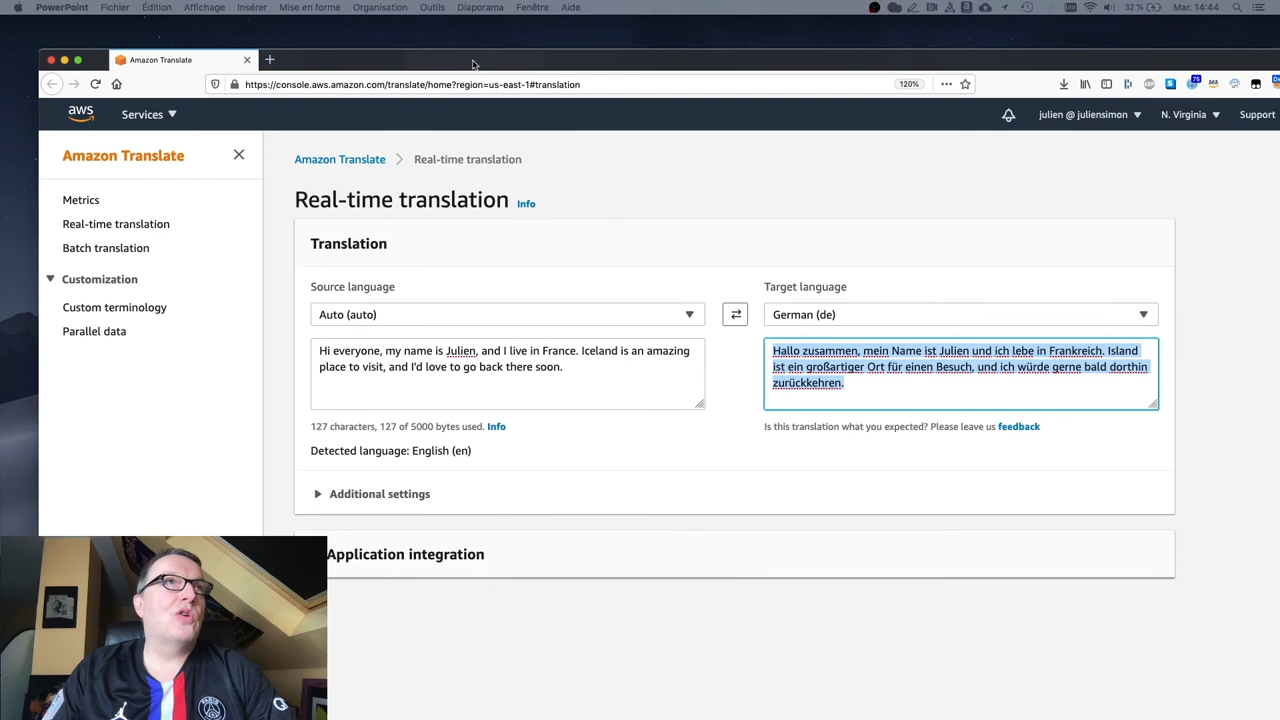 PowerPoint Fichier Édition Affichage Insérer Mise en forme Organisation Outils Diaporama Fenêtre Aide 32 % Mar. 14:44
Amazon Translate
https://console.aws.amazon.com/translate/home?region=us-east-1#translation 120%
aws Services julien @ juliensimon N. Virginia Support
Amazon Translate
Metrics
Real-time translation
Batch translation
Customization
Custom terminology
Parallel data
Amazon Translate Real-time translation
Real-time translation Info
Translation
Source language
Auto (auto)
Hi everyone, my name is Julien, and I live in France. Iceland is an amazing
place to visit, and I'd love to go back there soon.
127 characters, 127 of 5000 bytes used. Info
Detected language: English (en)
Target language
German (de)
Hallo zusammen, mein Name ist Julien und ich lebe in Frankreich. Island
ist ein großartiger Ort für einen Besuch, und ich würde gerne bald dorthin
zurückkehren.
Is this translation what you expected? Please leave us feedback
Additional settings
Application integration
PARIS